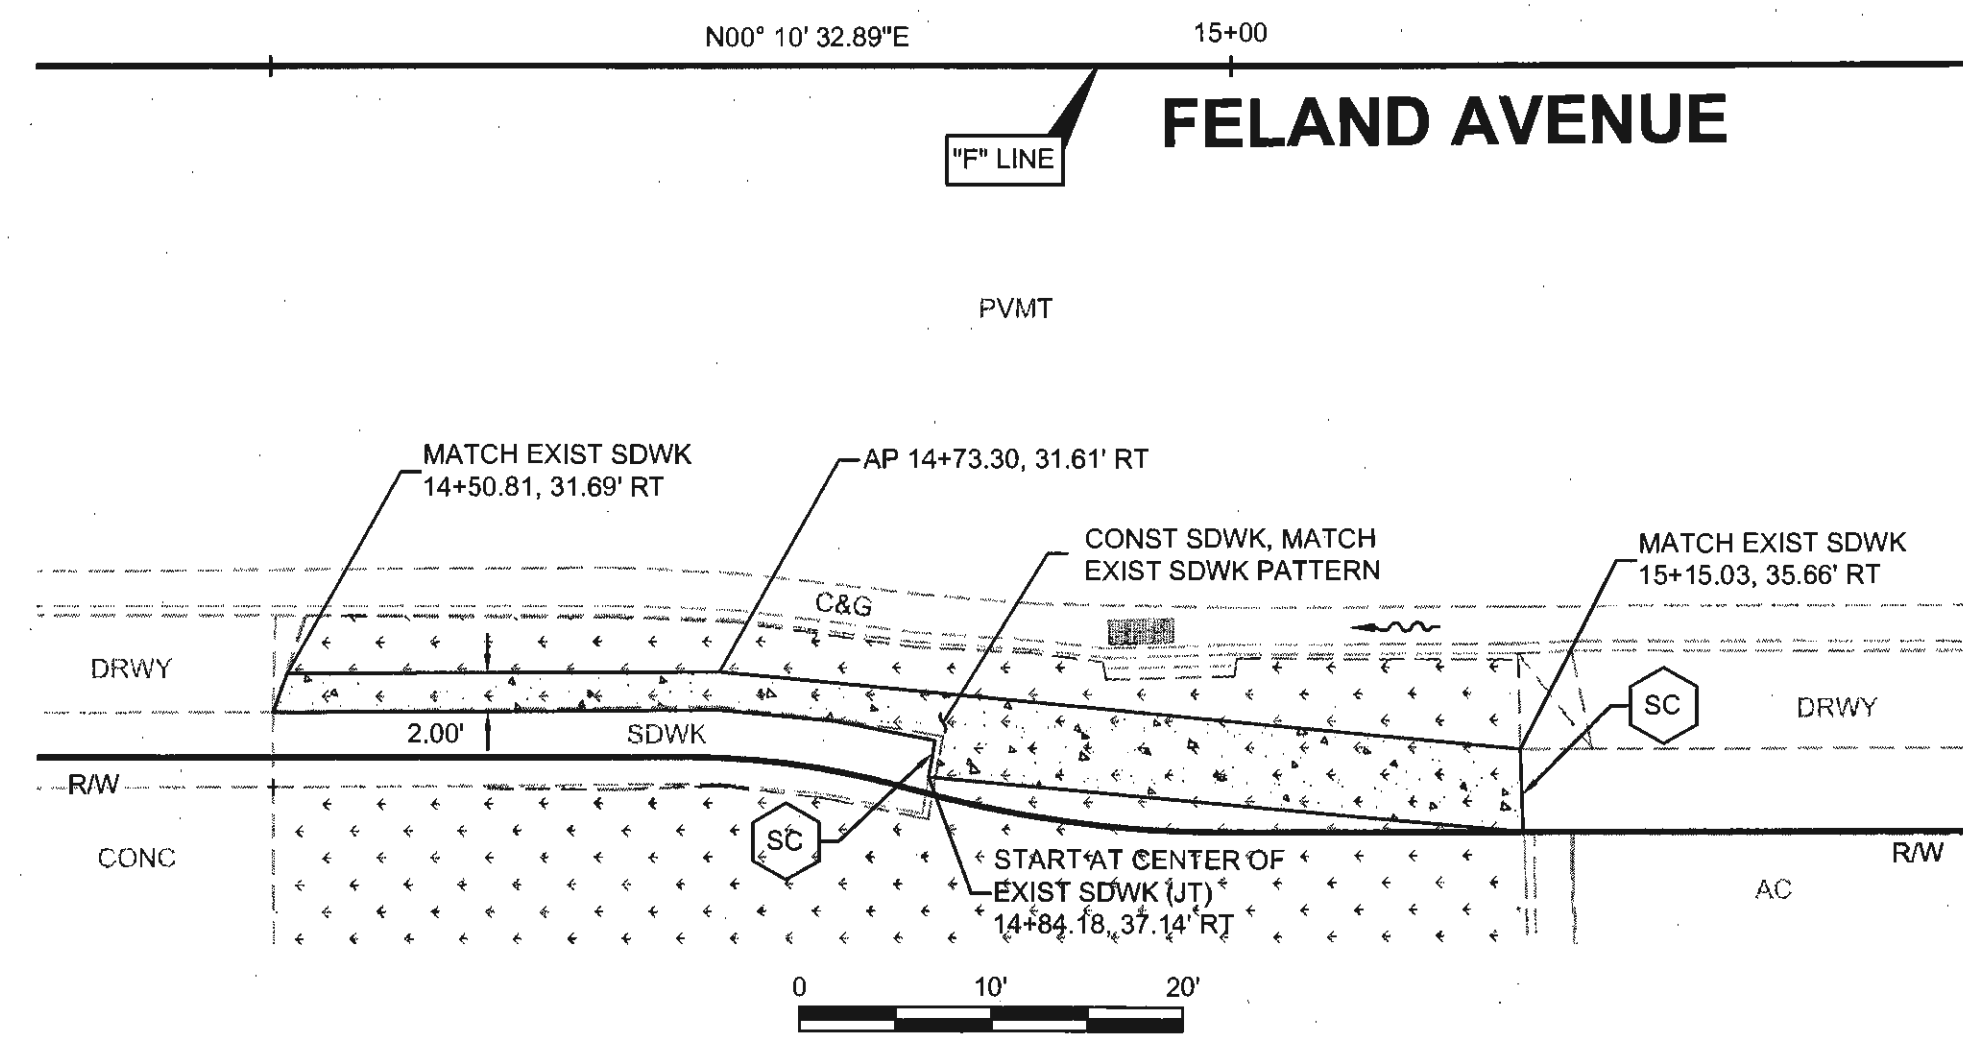 N00° 10' 32.89"E
15+00
FELAND AVENUE
"F" LINE
PVMT
MATCH EXIST SDWK
14+50.81, 31.69' RT
AP 14+73.30, 31.61' RT
CONST SDWK, MATCH
EXIST SDWK PATTERN
MATCH EXIST SDWK
15+15.03, 35.66' RT
C&G
DRWY
SC
DRWY
2.00'
SDWK
R/W
SC
CONC
START AT CENTER OF
EXIST SDWK (JT)
14+84.18, 37.14' RT
R/W
AC
0 10' 20'